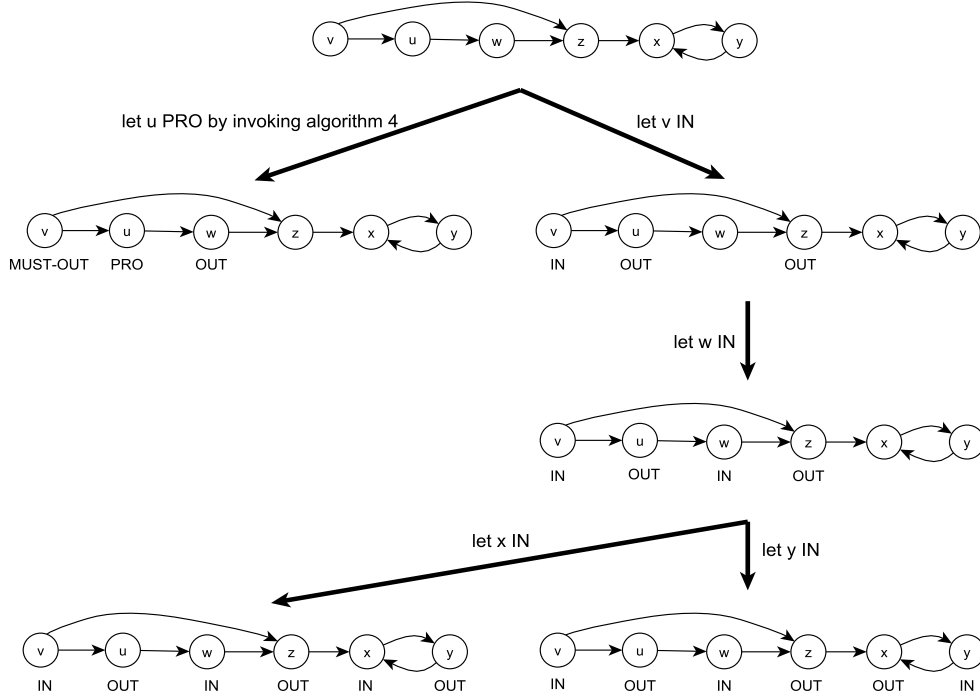 v u w z x y
let u PRO by invoking algorithm 4
let v IN
v u w z x y
MUST-OUT PRO OUT
v u w z x y
IN OUT OUT
let w IN
v u w z x y
IN OUT IN OUT
let x IN
let y IN
v u w z x y
IN OUT IN OUT IN OUT
v u w z x y
IN OUT IN OUT OUT IN